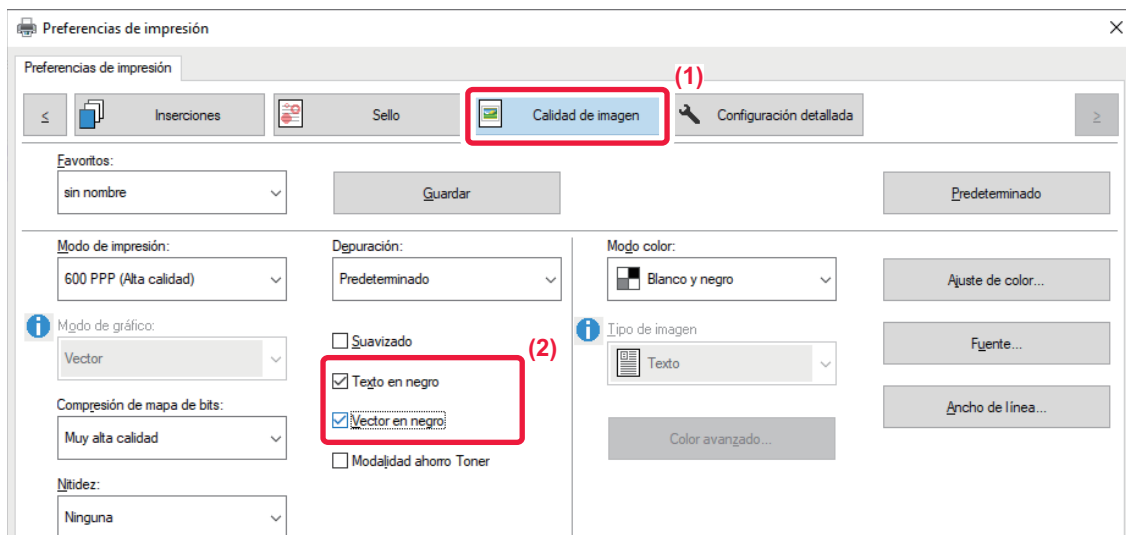 Preferencias de impresión
Preferencias de impresión
(1)
<
Inserciones
Sello
Calidad de imagen
Configuración detallada
>
Favoritos:
sin nombre
Guardar
Predeterminado
Modo de impresión:
Depuración:
Modo color:
600 PPP (Alta calidad)
Predeterminado
Blanco y negro
Ajuste de color...
Modo de gráfico:
Tipo de imagen
Vector
Suavizado
(2)
Texto
Fuente...
Texto en negro
Compresión de mapa de bits:
Vector en negro
Ancho de línea...
Muy alta calidad
Color avanzado...
Modalidad ahorro Toner
Nitidez:
Ninguna